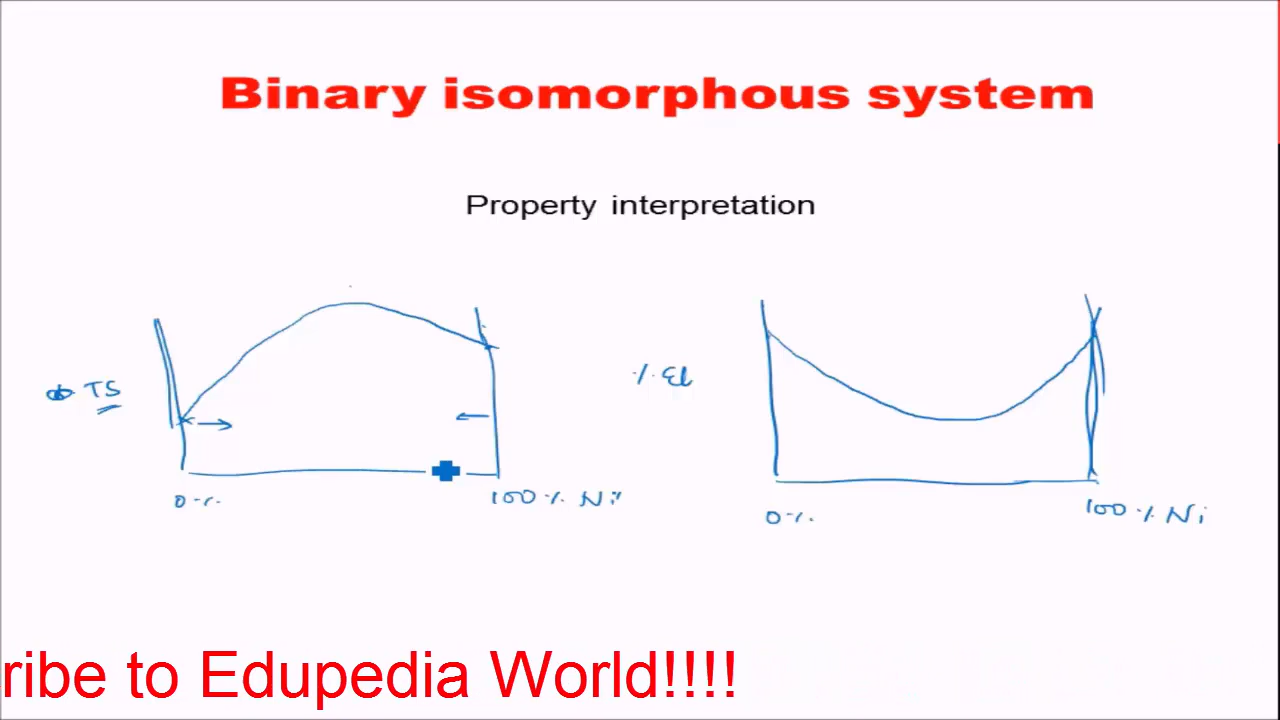 Binary isomorphous system
Property interpretation
TS
% El
0%
100% Ni
0%
100% Ni
ribe to Edupedia World!!!!